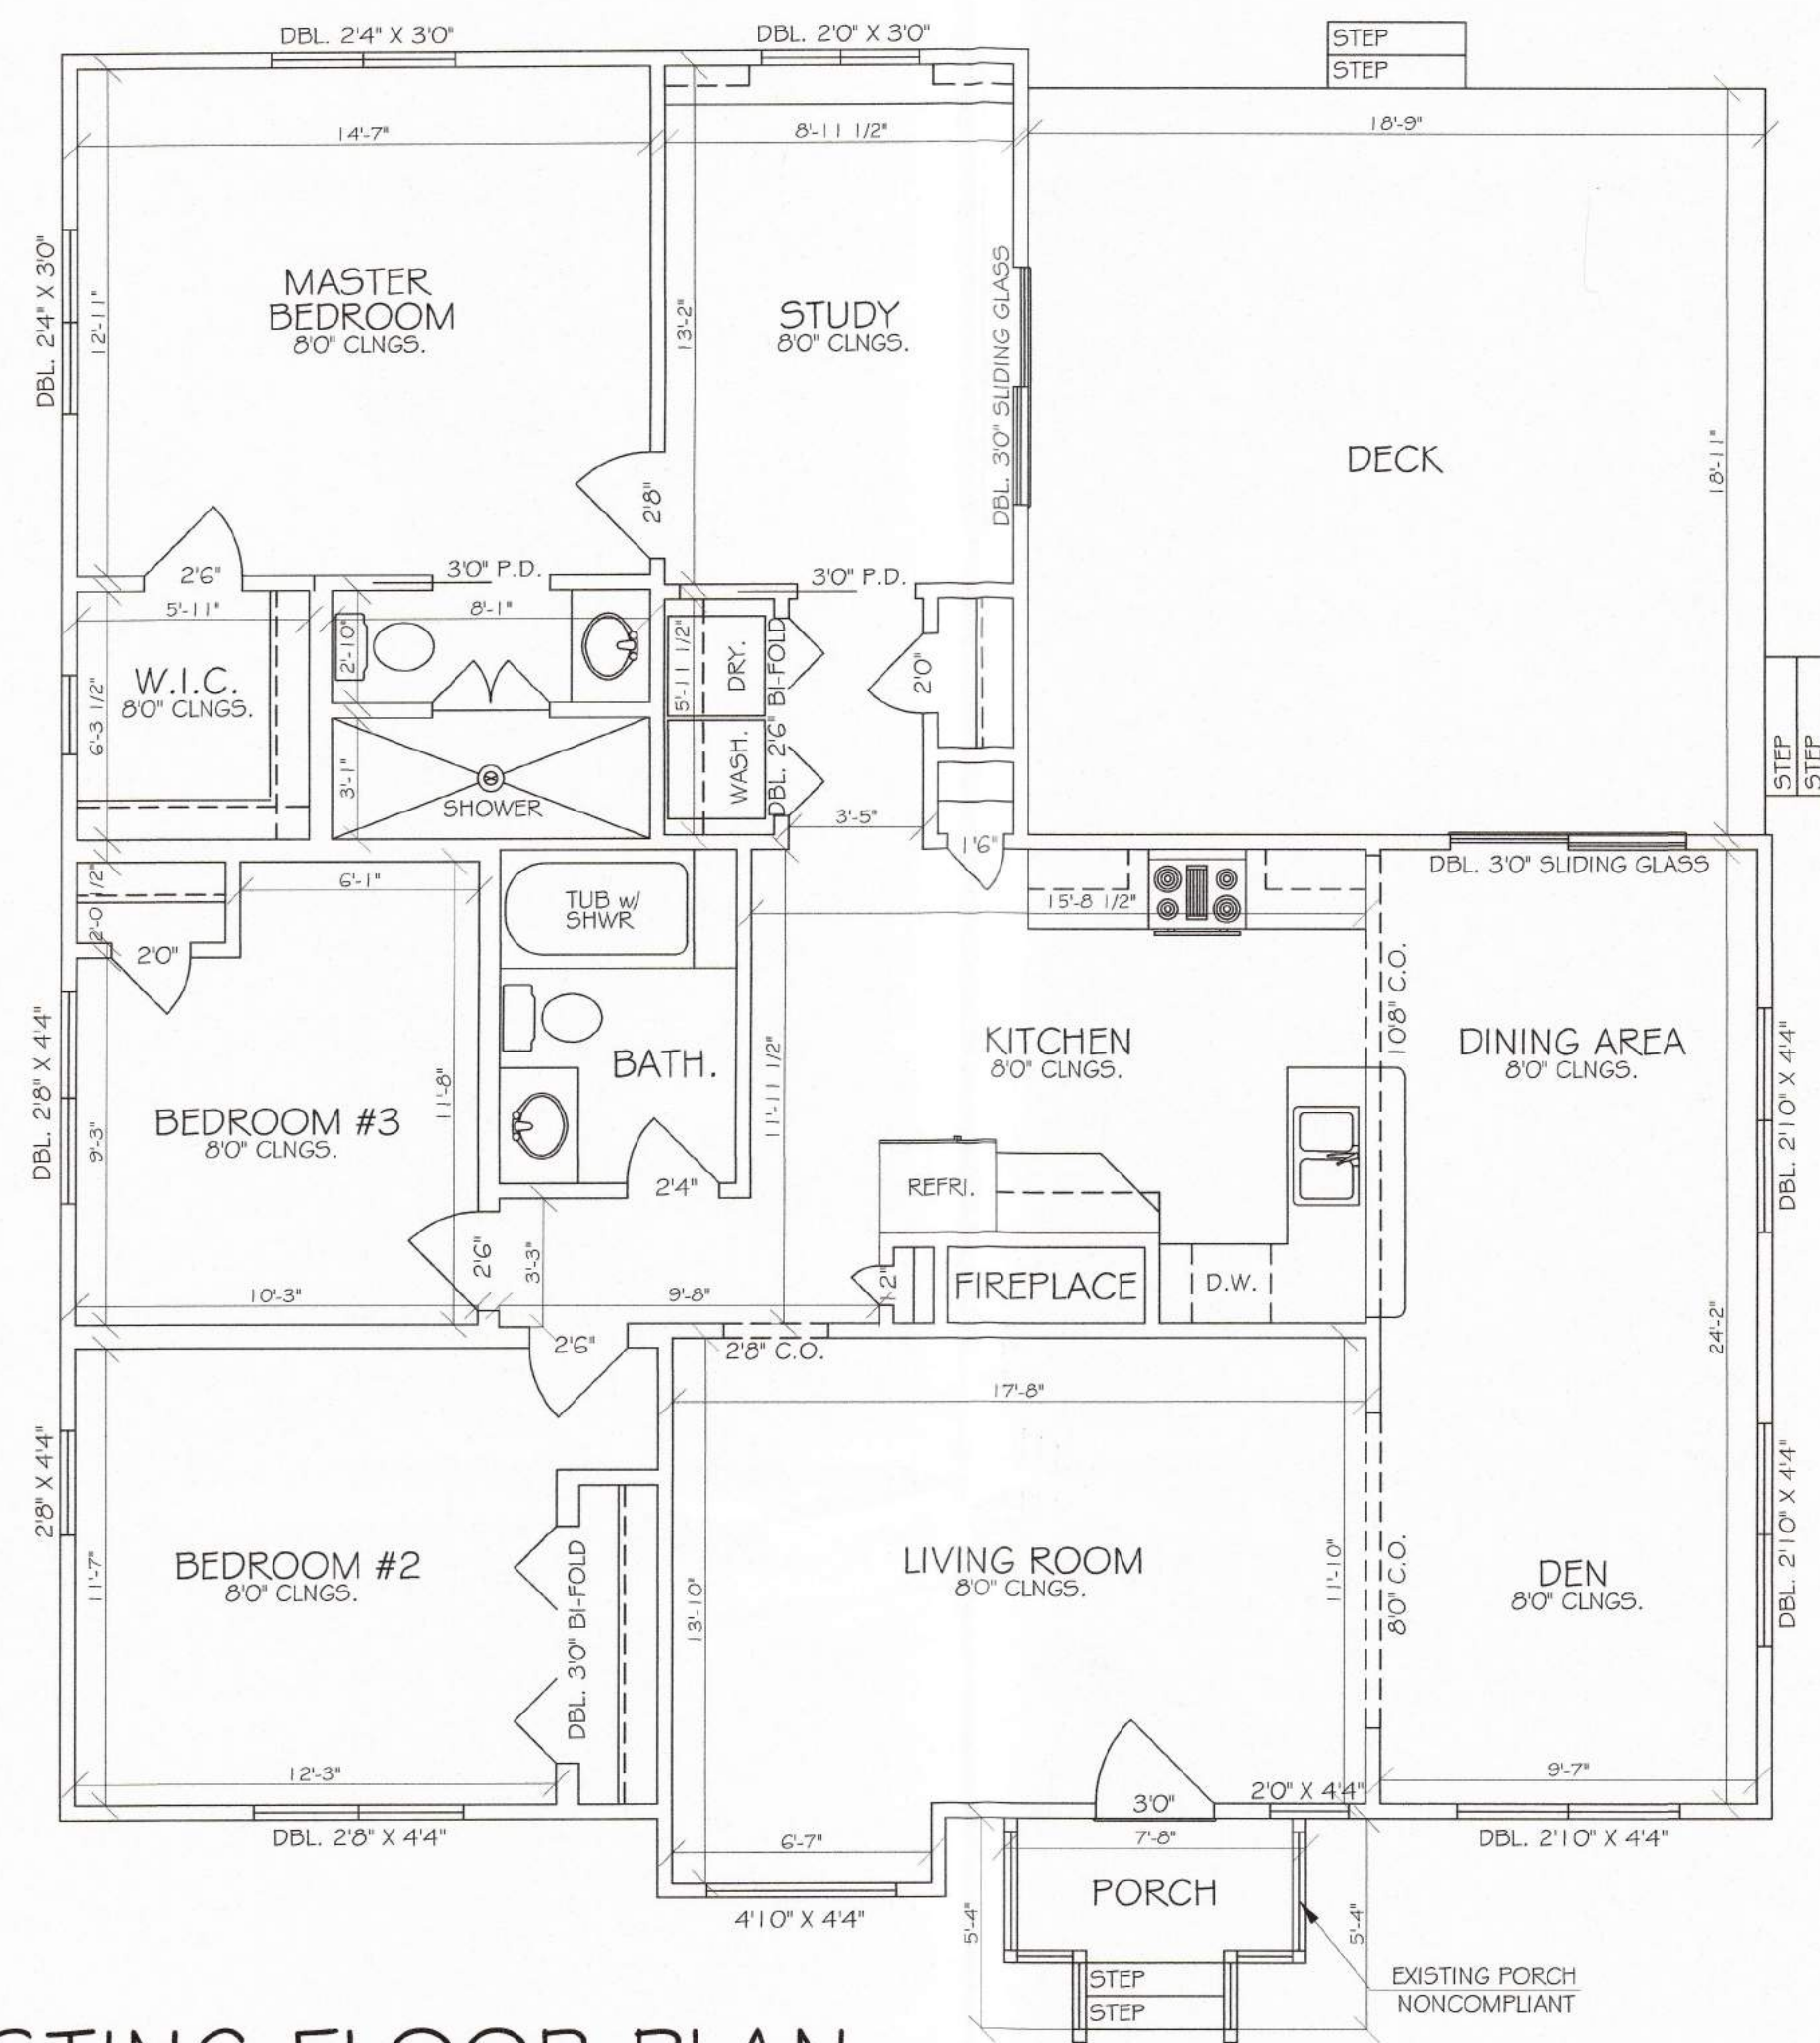 DBL. 2'4" X 3'0"
DBL. 2'0" X 3'0"
STEP
STEP
14'-7"
8'-11 1/2"
18'-9"
DBL. 2'4" X 3'0"
12'-11"
MASTER
BEDROOM
8'0" CLNGS.
13'-2"
STUDY
8'0" CLNGS.
DBL. 3'0" SLIDING GLASS
DECK
18'-11"
2'8"
2'6"
3'0" P.D.
3'0" P.D.
5'-11"
8'-1"
2'-10"
W.I.C.
8'0" CLNGS.
6'-3 1/2"
5'-11 1/2"
DRY.
WASH.
DBL. 2'6" BI-FOLD
2'0"
3'-1"
SHOWER
3'-5"
1'6"
STEP
STEP
DBL. 3'0" SLIDING GLASS
2'-0 1/2"
6'-1"
2'0"
TUB w/
SHWR
15'-8 1/2"
10'8" C.O.
DBL. 2'8" X 4'4"
9'-3"
BEDROOM #3
8'0" CLNGS.
11'-8"
BATH.
11'-11 1/2"
KITCHEN
8'0" CLNGS.
DINING AREA
8'0" CLNGS.
DBL. 2'10" X 4'4"
2'4"
REFRI.
2'6"
3'-3"
1'2"
FIREPLACE
D.W.
10'-3"
9'-8"
24'-2"
2'6"
2'8" C.O.
17'-8"
2'8" X 4'4"
11'-7"
BEDROOM #2
8'0" CLNGS.
DBL. 3'0" BI-FOLD
13'-10"
LIVING ROOM
8'0" CLNGS.
11'-10"
8'0" C.O.
DEN
8'0" CLNGS.
DBL. 2'10" X 4'4"
12'-3"
9'-7"
3'0"
2'0" X 4'4"
DBL. 2'8" X 4'4"
6'-7"
7'-8"
DBL. 2'10" X 4'4"
PORCH
4'10" X 4'4"
5'-4"
5'-4"
STEP
STEP
EXISTING PORCH
NONCOMPLIANT
STING FLOOR PLAN